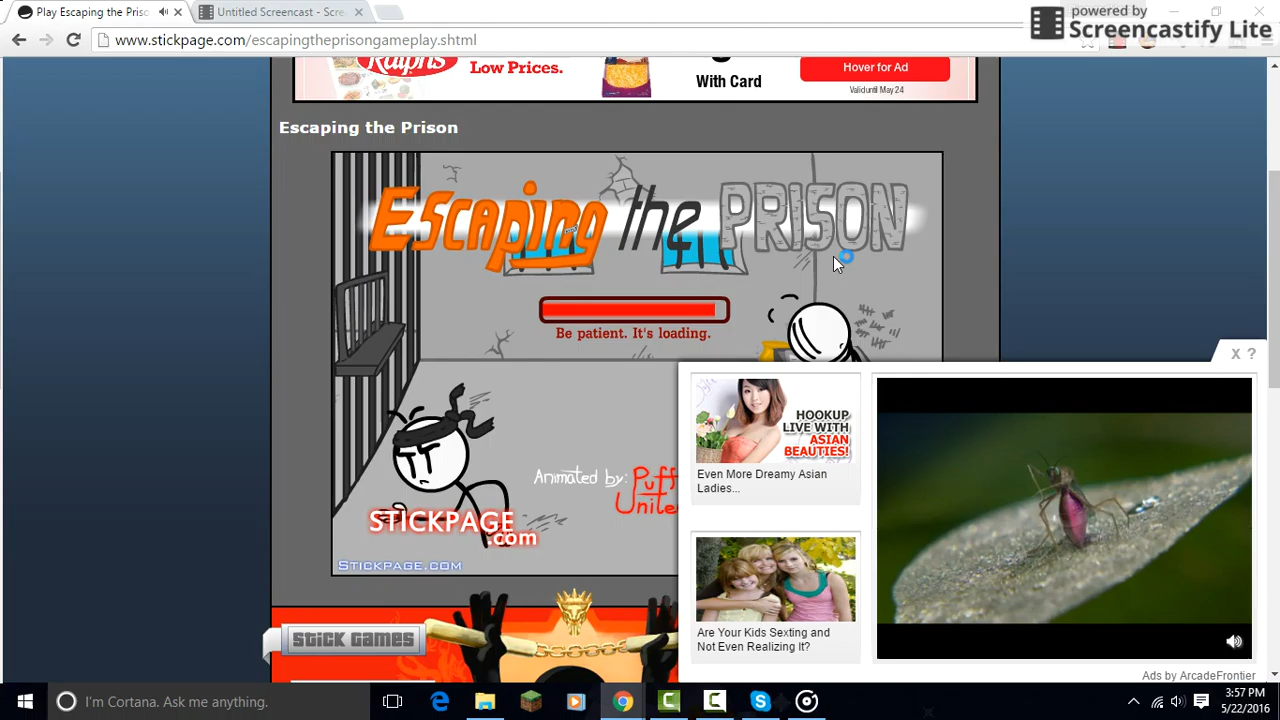 Play Escaping the Priso
Untitled Screencast - Scre
powered by
Screencastify Lite
www.stickpage.com/escapingtheprisongameplay.shtml
Ralphs
Low Prices.
With Card
Hover for Ad
Valid until May 24
Escaping the Prison
Escaping the PRISON
Be patient. It's loading.
Animated by: Puff
Unite
STICKPAGE
.com
STICKPAGE.COM
STICK GAMES
X ?
HOOKUP
LIVE WITH
ASIAN
BEAUTIES!
Even More Dreamy Asian
Ladies...
Are Your Kids Sexting and
Not Even Realizing It?
Ads by ArcadeFrontier
I'm Cortana. Ask me anything.
3:57 PM
5/22/2016